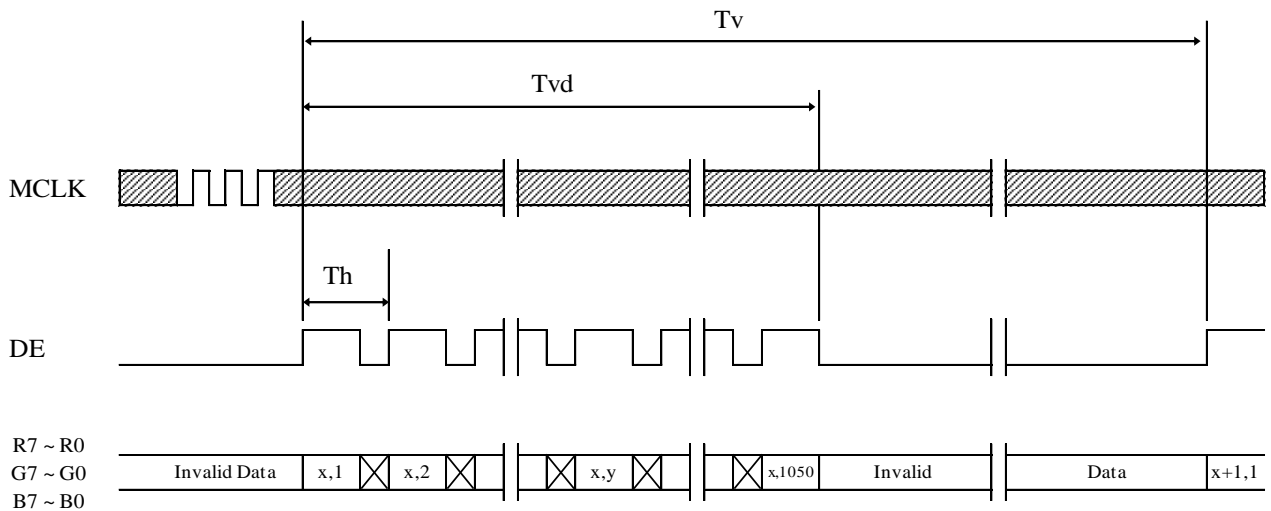 Tv
Tvd
MCLK
Th
DE
R7 ~ R0
G7 ~ G0
B7 ~ B0
Invalid Data
x,1
x,2
x,y
x,1050
Invalid
Data
x+1,1